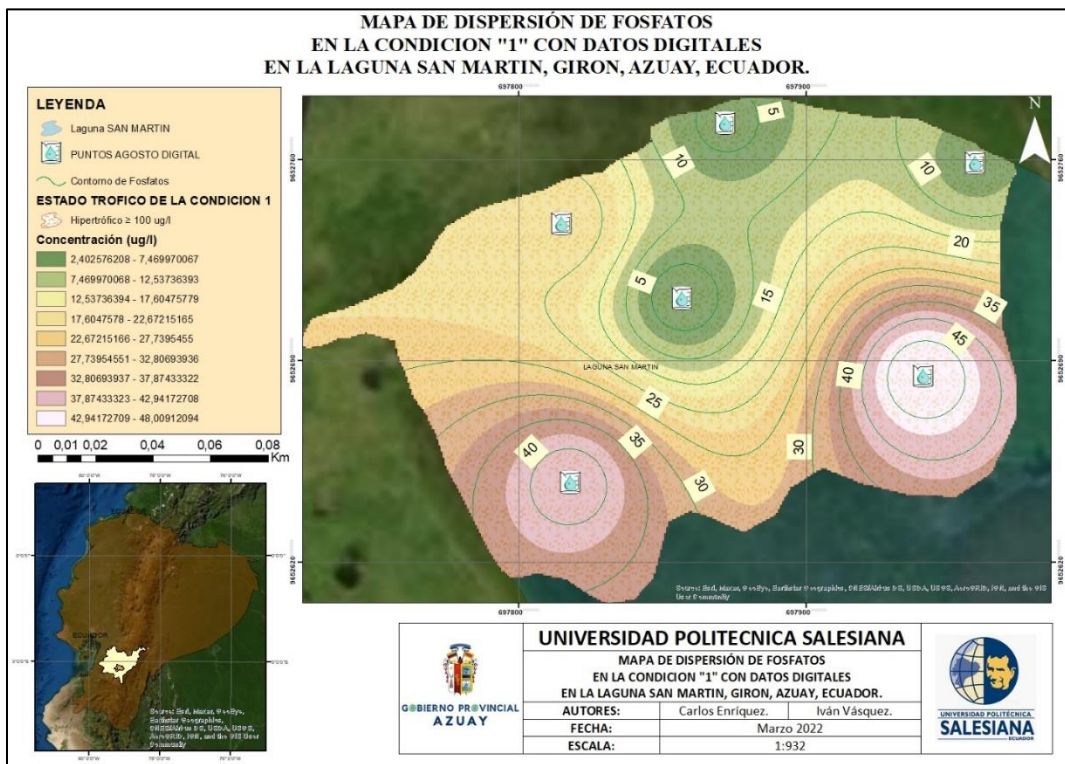 MAPA DE DISPERSIÓN DE FOSFATOS
EN LA CONDICION "1" CON DATOS DIGITALES
EN LA LAGUNA SAN MARTIN, GIRON, AZUAY, ECUADOR.
LEYENDA
Laguna SAN MARTIN
PUNTOS AGOSTO DIGITAL
Contorno de Fosfatos
ESTADO TROFICO DE LA CONDICION 1
Hipertrófico ≥ 100 ug/l
Concentración (ug/l)
2,402576208 - 7,469970067
7,469970068 - 12,53736393
12,53736394 - 17,60475779
17,6047578 - 22,67215165
22,67215166 - 27,7395455
27,73954551 - 32,80693936
32,80693937 - 37,87433322
37,87433323 - 42,94172708
42,94172709 - 48,00912094
0 0,01 0,02 0,04 0,06 0,08
Km
697800
697900
N
9652760
9652690
9652620
5
10
10
20
5
15
35
45
40
LAGUNA SAN MARTIN
25
35
40
30
30
697800
697900
ECUADOR
UNIVERSIDAD POLITECNICA SALESIANA
MAPA DE DISPERSIÓN DE FOSFATOS
EN LA CONDICION "1" CON DATOS DIGITALES
EN LA LAGUNA SAN MARTIN, GIRON, AZUAY, ECUADOR.
AUTORES: Carlos Enríquez. Iván Vásquez.
FECHA: Marzo 2022
ESCALA: 1:932
GOBIERNO PROVINCIAL
AZUAY
UNIVERSIDAD POLITÉCNICA
SALESIANA
ECUADOR